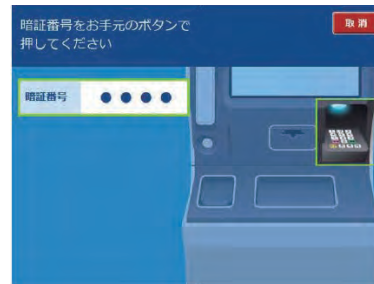 暗証番号をお手元のボタンで
押してください
取消
暗証番号